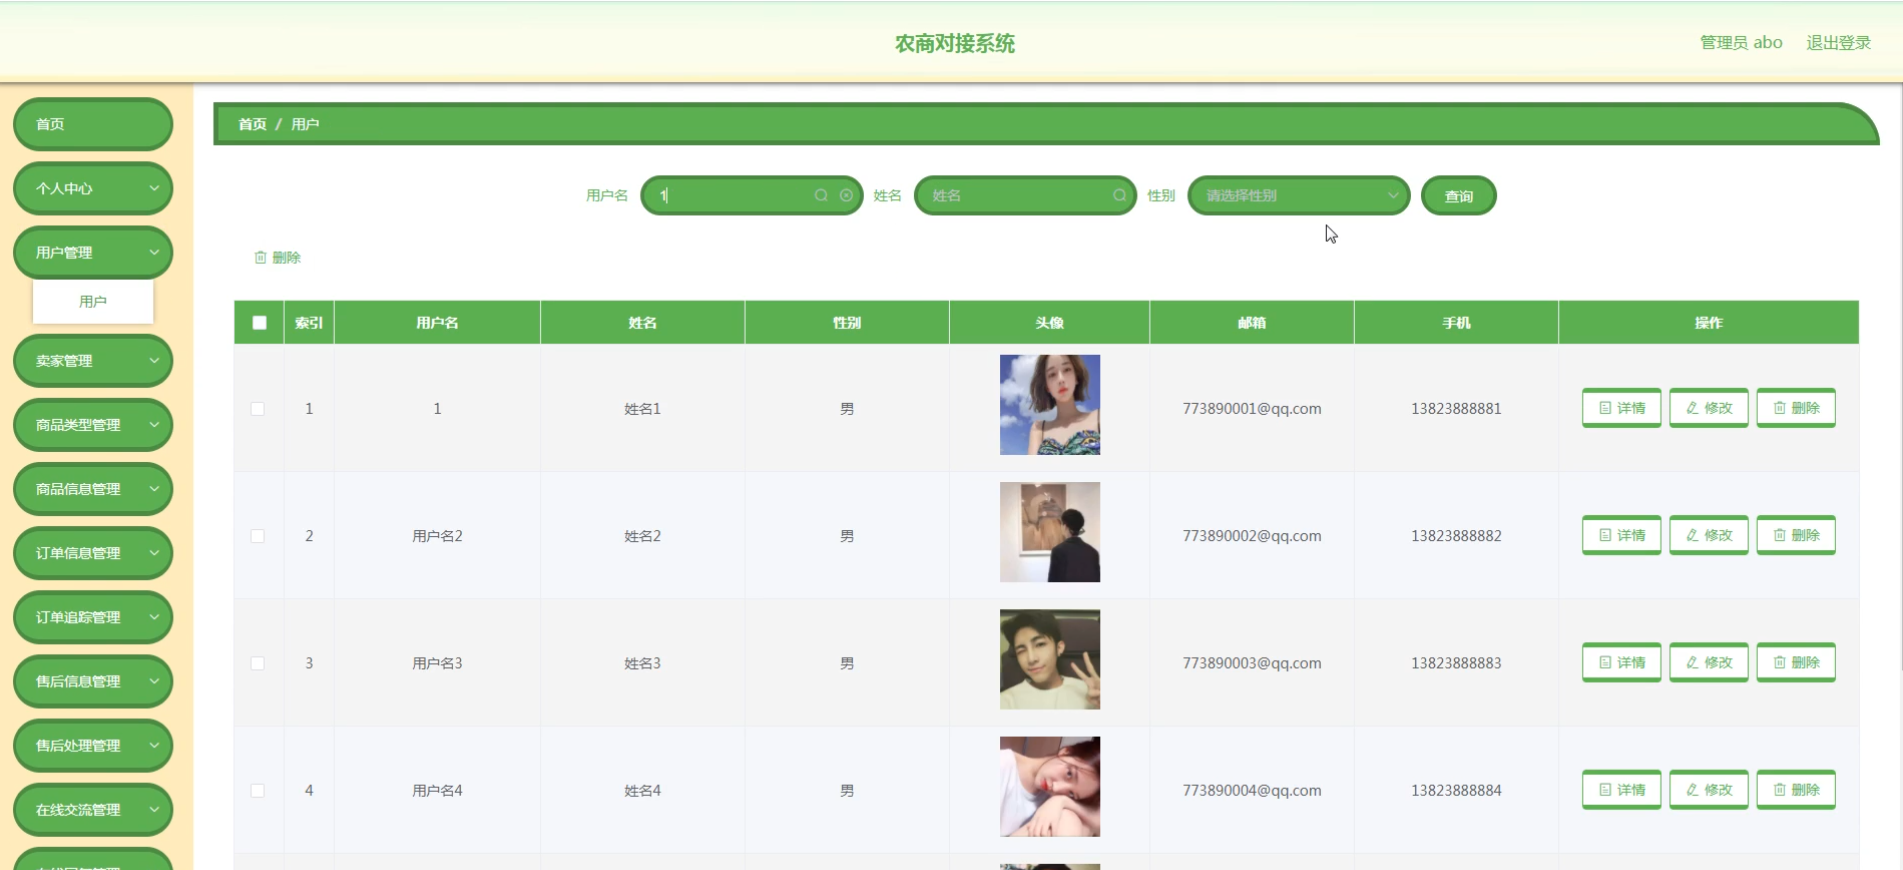 农商对接系统
管理员 abo 退出登录
首页
个人中心
用户管理
用户
卖家管理
商品类型管理
商品信息管理
订单信息管理
订单追踪管理
售后信息管理
售后处理管理
在线交流管理
首页 / 用户
用户名 1 姓名 姓名 性别 请选择性别 查询
删除
索引 用户名 姓名 性别 头像 邮箱 手机 操作
1 1 姓名1 男 773890001@qq.com 13823888881 详情 修改 删除
2 用户名2 姓名2 男 773890002@qq.com 13823888882 详情 修改 删除
3 用户名3 姓名3 男 773890003@qq.com 13823888883 详情 修改 删除
4 用户名4 姓名4 男 773890004@qq.com 13823888884 详情 修改 删除